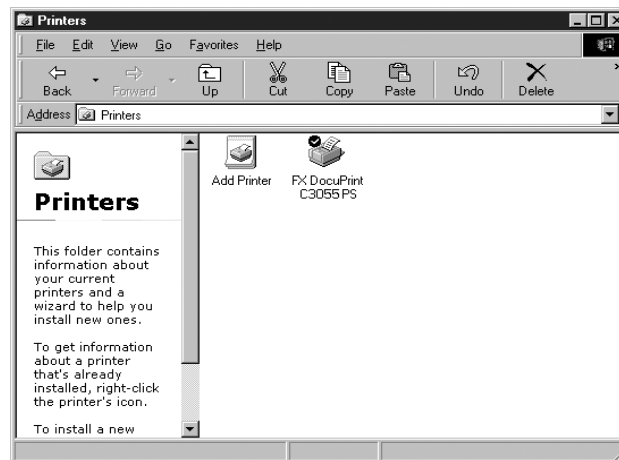 Printers
File Edit View Go Favorites Help
Back Forward Up Cut Copy Paste Undo Delete
Address Printers
Add Printer
FX DocuPrint
C3055 PS
Printers
This folder contains
information about
your current
printers and a
wizard to help you
install new ones.
To get information
about a printer
that's already
installed, right-click
the printer's icon.
To install a new